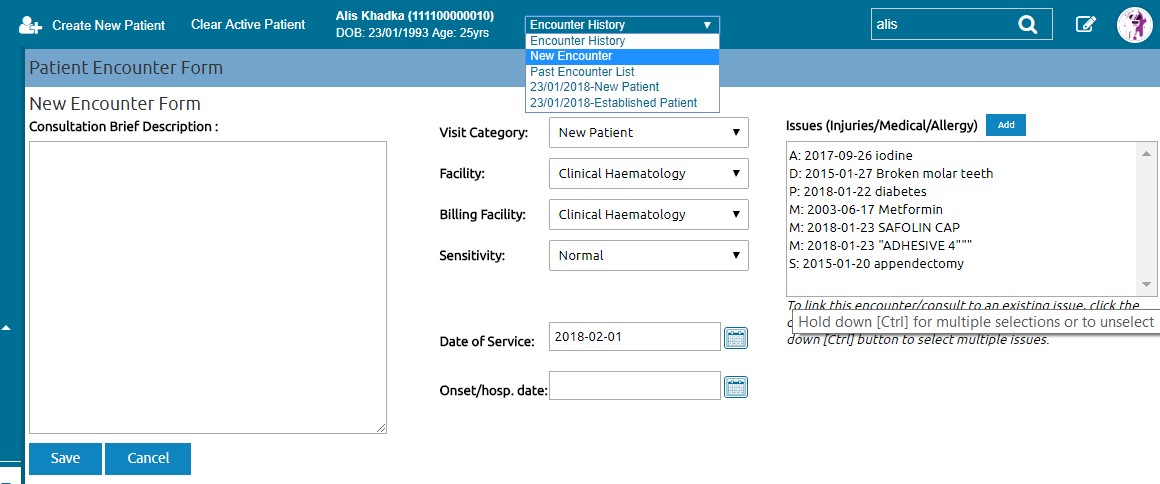 Create New Patient
Clear Active Patient
Alis Khadka (111100000010)
DOB: 23/01/1993 Age: 25yrs
Encounter History
Encounter History
New Encounter
Past Encounter List
23/01/2018-New Patient
23/01/2018-Established Patient
alis
Patient Encounter Form
New Encounter Form
Consultation Brief Description :
Visit Category:
New Patient
Facility:
Clinical Haematology
Billing Facility:
Clinical Haematology
Sensitivity:
Normal
Date of Service:
2018-02-01
Onset/hosp. date:
Issues (Injuries/Medical/Allergy)
Add
A: 2017-09-26 iodine
D: 2015-01-27 Broken molar teeth
P: 2018-01-22 diabetes
M: 2003-06-17 Metformin
M: 2018-01-23 SAFOLIN CAP
M: 2018-01-23 "ADHESIVE 4"""
S: 2015-01-20 appendectomy
To link this encounter/consult to an existing issue, click the
Hold down [Ctrl] for multiple selections or to unselect
down [Ctrl] button to select multiple issues.
Save
Cancel